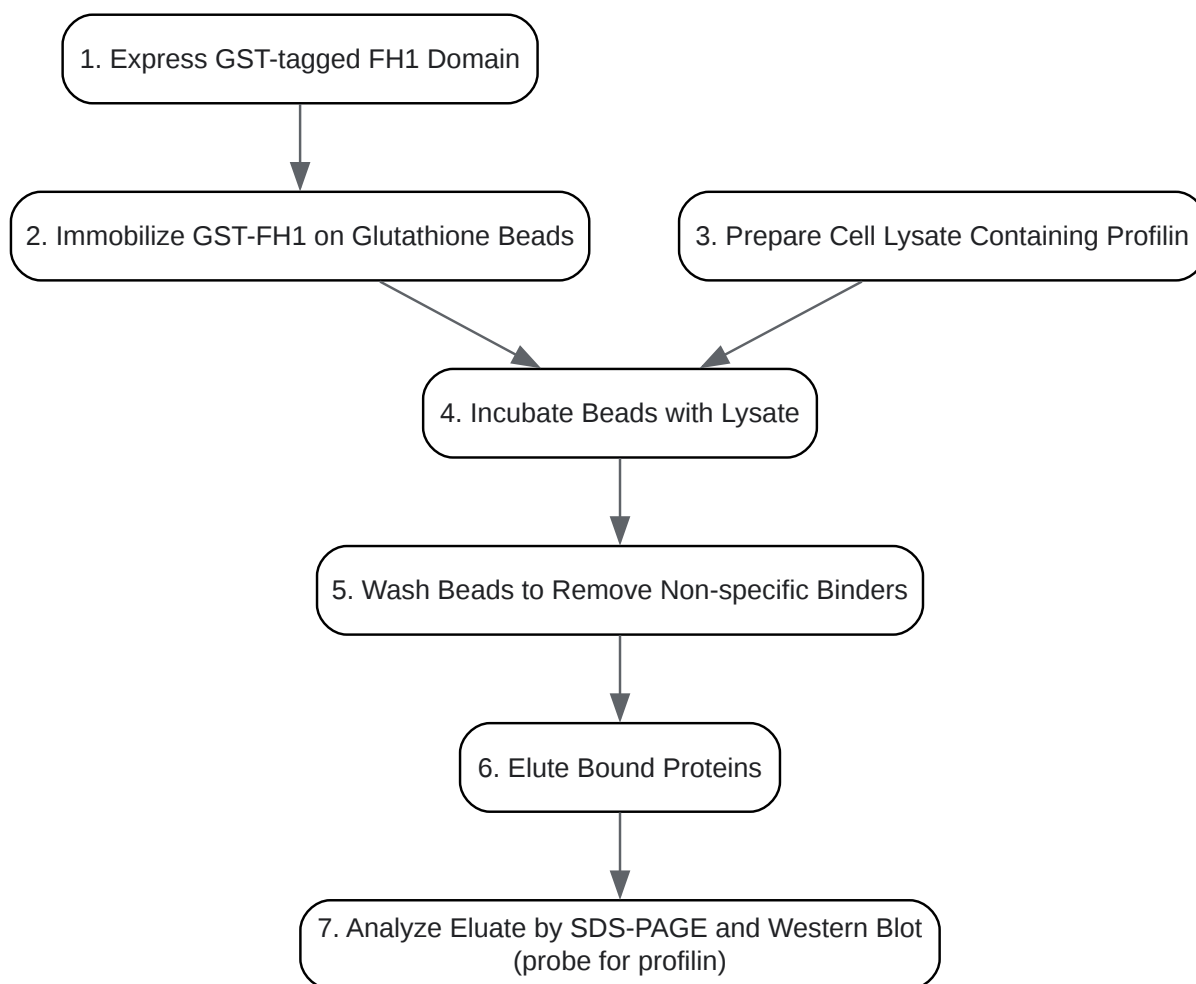 1. Express GST-tagged FH1 Domain
2. Immobilize GST-FH1 on Glutathione Beads
3. Prepare Cell Lysate Containing Profilin
4. Incubate Beads with Lysate
5. Wash Beads to Remove Non-specific Binders
6. Elute Bound Proteins
7. Analyze Eluate by SDS-PAGE and Western Blot
(probe for profilin)